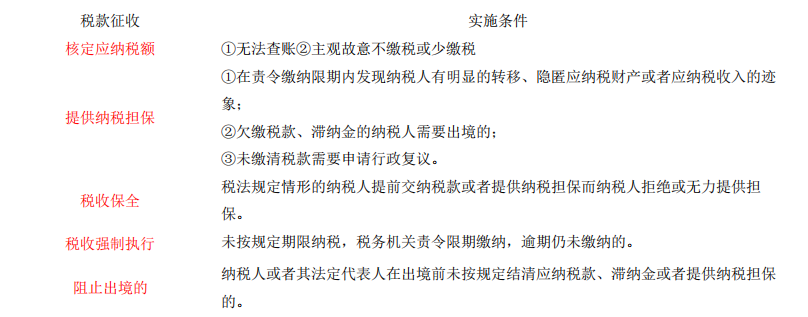 税款征收 实施条件
核定应纳税额 ①无法查账②主观故意不缴税或少缴税
①在责令缴纳限期内发现纳税人有明显的转移、隐匿应纳税财产或者应纳税收入的迹
象；
提供纳税担保
②欠缴税款、滞纳金的纳税人需要出境的；
③未缴清税款需要申请行政复议。
税法规定情形的纳税人提前交纳税款或者提供纳税担保而纳税人拒绝或无力提供担
税收保全
保。
税收强制执行 未按规定期限纳税，税务机关责令限期缴纳，逾期仍未缴纳的。
纳税人或者其法定代表人在出境前未按规定结清应纳税款、滞纳金或者提供纳税担保
阻止出境的
的。